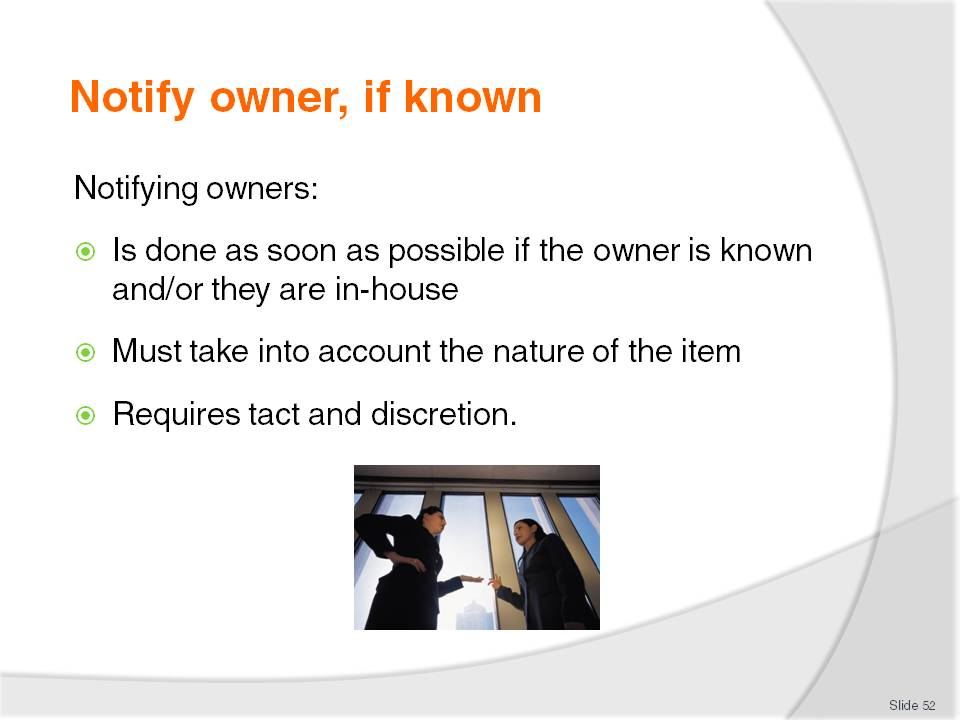 Notify owner, if known
Notifying owners:
Is done as soon as possible if the owner is known
and/or they are in-house
Must take into account the nature of the item
Requires tact and discretion.
Slide 52